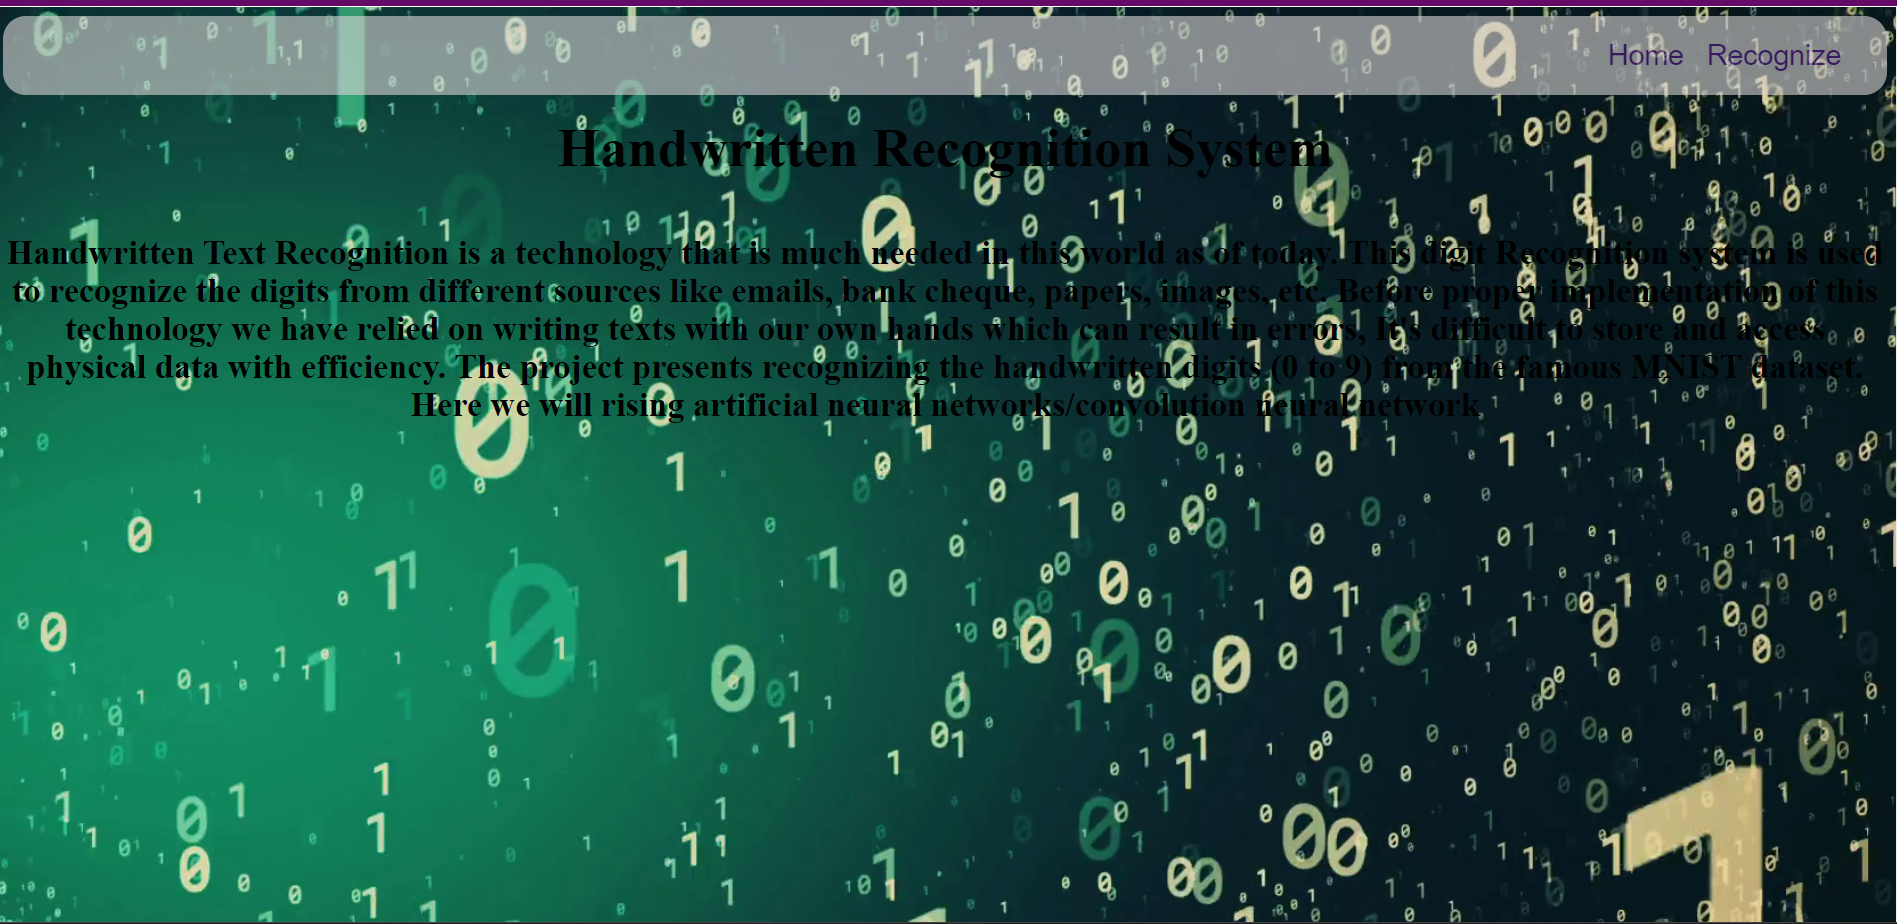 Home Recognize
Handwritten Recognition System
Handwritten Text Recognition is a technology that is much needed in this world as of today. This digit Recognition system is used
to recognize the digits from different sources like emails, bank cheque, papers, images, etc. Before proper implementation of this
technology we have relied on writing texts with our own hands which can result in errors, It's difficult to store and access
physical data with efficiency. The project presents recognizing the handwritten digits (0 to 9) from the famous MNIST dataset.
Here we will rising artificial neural networks/convolution neural network